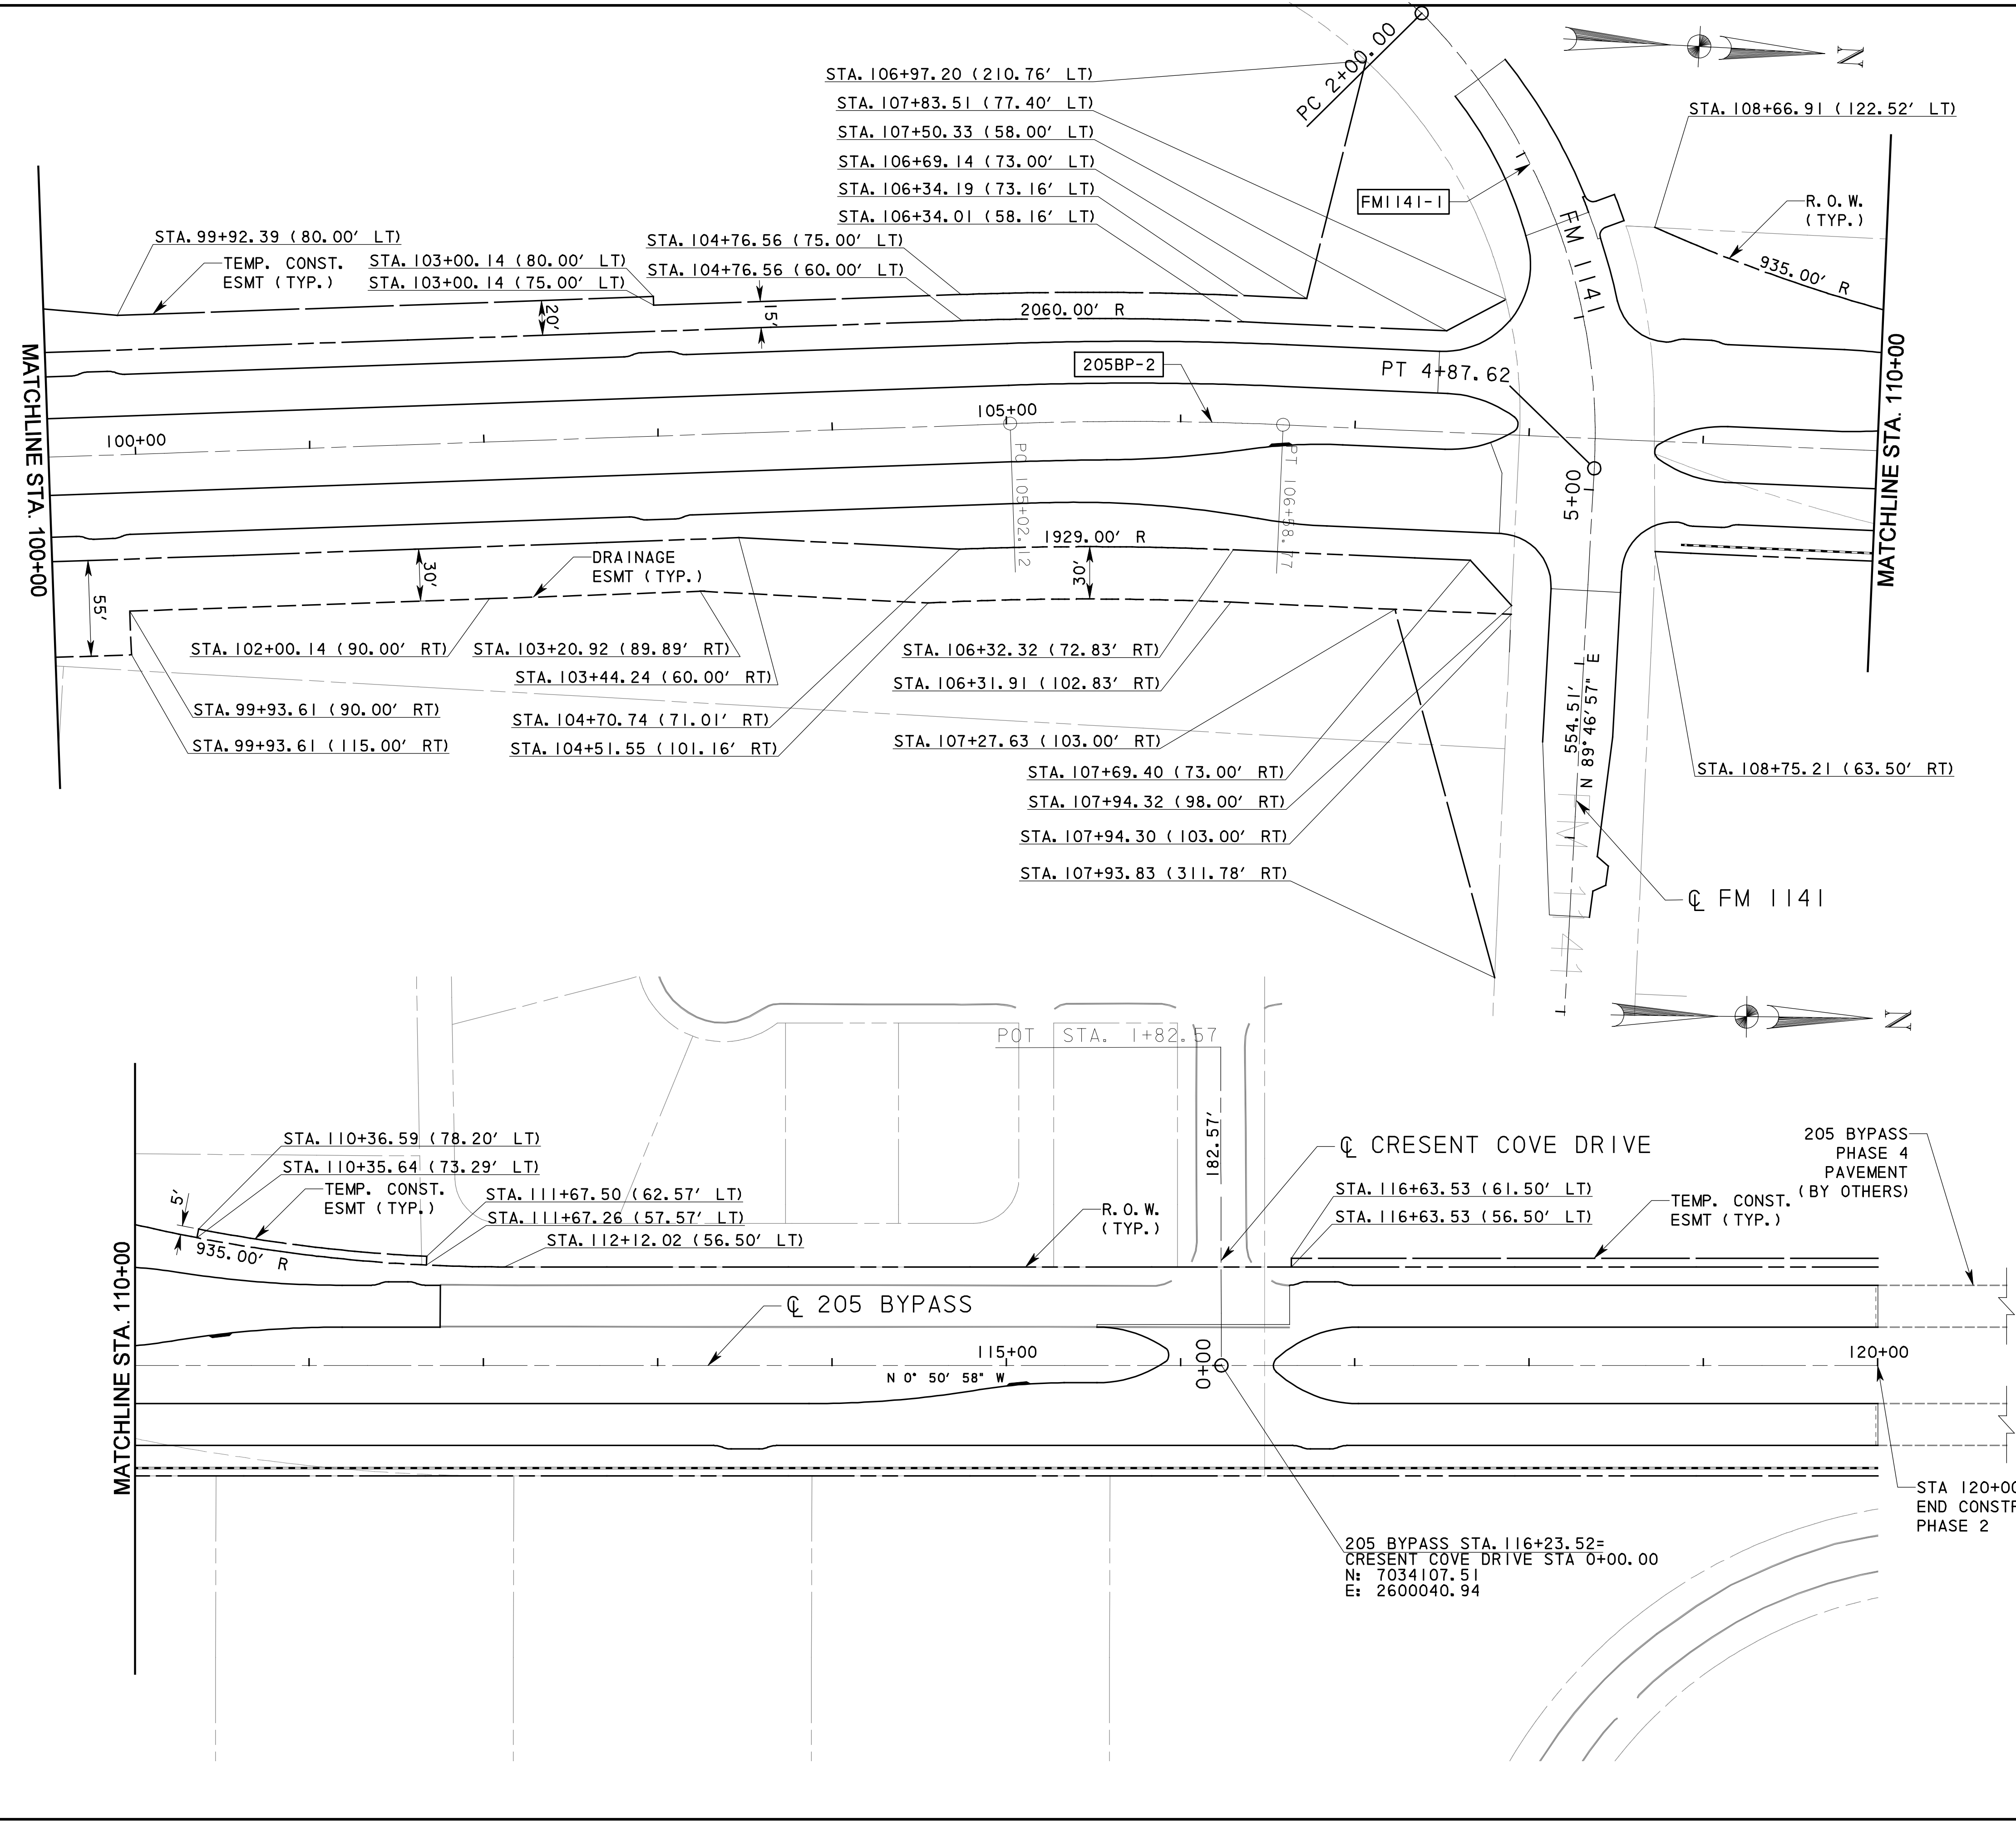 PC 2+00.00
N
STA.106+97.20 (210.76' LT)
STA.107+83.51 (77.40' LT)
STA.107+50.33 (58.00' LT)
STA.106+69.14 (73.00' LT)
STA.106+34.19 (73.16' LT)
STA.106+34.01 (58.16' LT)
STA.108+66.91 (122.52' LT)
FM1141-1
FM 1141
R.O.W.
(TYP.)
935.00' R
STA.99+92.39 (80.00' LT)
TEMP. CONST.
ESMT (TYP.)
STA.103+00.14 (80.00' LT)
STA.103+00.14 (75.00' LT)
STA.104+76.56 (75.00' LT)
STA.104+76.56 (60.00' LT)
20'
15'
2060.00' R
205BP-2
PT 4+87.62
MATCHLINE STA. 100+00
MATCHLINE STA. 110+00
100+00
105+00
PC 105+02.12
PT 106+58.77
5+00
1929.00' R
55'
30'
30'
DRAINAGE
ESMT (TYP.)
STA.102+00.14 (90.00' RT)
STA.103+20.92 (89.89' RT)
STA.103+44.24 (60.00' RT)
STA.99+93.61 (90.00' RT)
STA.99+93.61 (115.00' RT)
STA.104+70.74 (71.01' RT)
STA.104+51.55 (101.16' RT)
STA.106+32.32 (72.83' RT)
STA.106+31.91 (102.83' RT)
STA.107+27.63 (103.00' RT)
STA.107+69.40 (73.00' RT)
STA.107+94.32 (98.00' RT)
STA.107+94.30 (103.00' RT)
STA.107+93.83 (311.78' RT)
554.51'
N 89°46'57" E
STA.108+75.21 (63.50' RT)
℄ FM 1141
N
POT STA. 1+82.57
182.57'
℄ CRESENT COVE DRIVE
205 BYPASS
PHASE 4
PAVEMENT
(BY OTHERS)
STA.110+36.59 (78.20' LT)
STA.110+35.64 (73.29' LT)
TEMP. CONST.
ESMT (TYP.)
5'
935.00' R
STA.111+67.50 (62.57' LT)
STA.111+67.26 (57.57' LT)
STA.112+12.02 (56.50' LT)
R.O.W.
(TYP.)
STA.116+63.53 (61.50' LT)
STA.116+63.53 (56.50' LT)
TEMP. CONST.
ESMT (TYP.)
MATCHLINE STA. 110+00
℄ 205 BYPASS
115+00
N 0° 50' 58" W
0+00
120+00
STA 120+00
END CONSTR
PHASE 2
205 BYPASS STA.116+23.52=
CRESENT COVE DRIVE STA 0+00.00
N: 7034107.51
E: 2600040.94